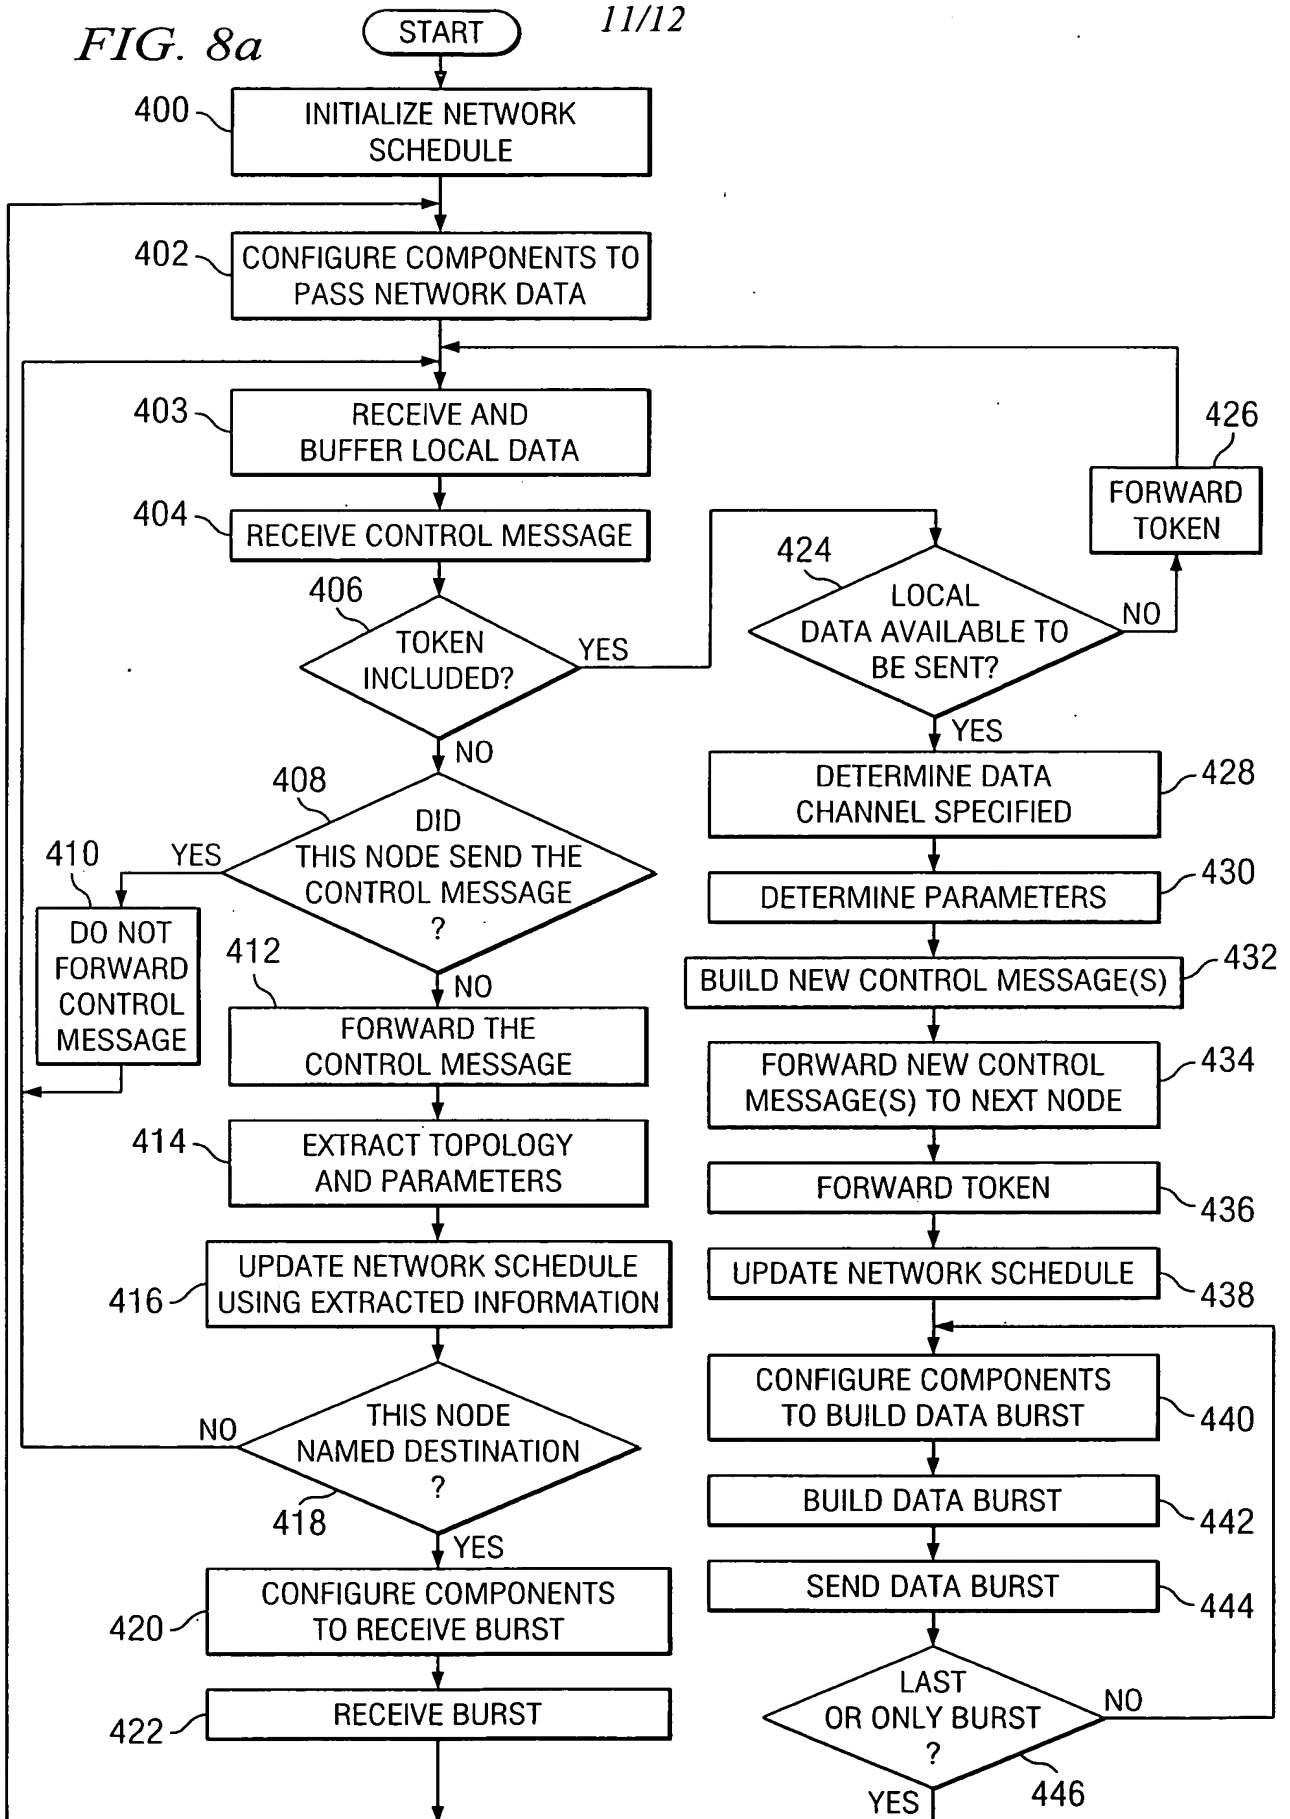 FIG. 8a
11/12
START
400
INITIALIZE NETWORK
SCHEDULE
402
CONFIGURE COMPONENTS TO
PASS NETWORK DATA
403
RECEIVE AND
BUFFER LOCAL DATA
404
RECEIVE CONTROL MESSAGE
406
TOKEN
INCLUDED?
YES
NO
408
DID
THIS NODE SEND THE
CONTROL MESSAGE
?
YES
NO
410
DO NOT
FORWARD
CONTROL
MESSAGE
412
FORWARD THE
CONTROL MESSAGE
414
EXTRACT TOPOLOGY
AND PARAMETERS
416
UPDATE NETWORK SCHEDULE
USING EXTRACTED INFORMATION
THIS NODE
NAMED DESTINATION
?
NO
418
YES
420
CONFIGURE COMPONENTS
TO RECEIVE BURST
422
RECEIVE BURST
424
LOCAL
DATA AVAILABLE TO
BE SENT?
NO
426
FORWARD
TOKEN
YES
DETERMINE DATA
CHANNEL SPECIFIED
428
DETERMINE PARAMETERS
430
BUILD NEW CONTROL MESSAGE(S)
432
FORWARD NEW CONTROL
MESSAGE(S) TO NEXT NODE
434
FORWARD TOKEN
436
UPDATE NETWORK SCHEDULE
438
CONFIGURE COMPONENTS
TO BUILD DATA BURST
440
BUILD DATA BURST
442
SEND DATA BURST
444
LAST
OR ONLY BURST
?
NO
446
YES